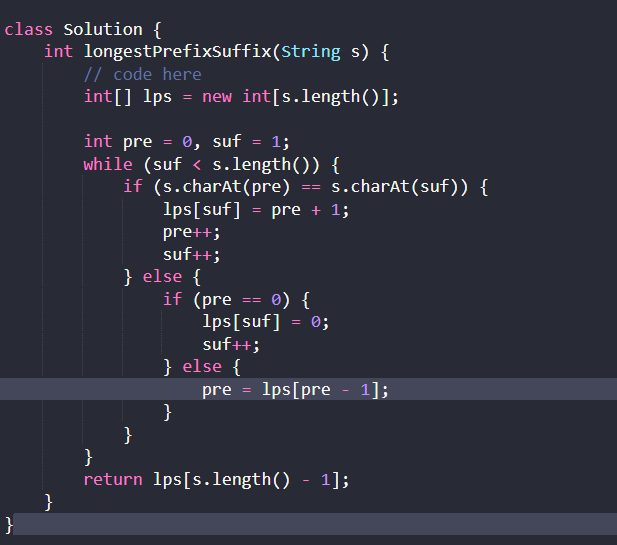 class Solution {
    int longestPrefixSuffix(String s) {
        // code here
        int[] lps = new int[s.length()];

        int pre = 0, suf = 1;
        while (suf < s.length()) {
            if (s.charAt(pre) == s.charAt(suf)) {
                lps[suf] = pre + 1;
                pre++;
                suf++;
            } else {
                if (pre == 0) {
                    lps[suf] = 0;
                    suf++;
                } else {
                    pre = lps[pre - 1];
                }
            }
        }
        return lps[s.length() - 1];
    }
}